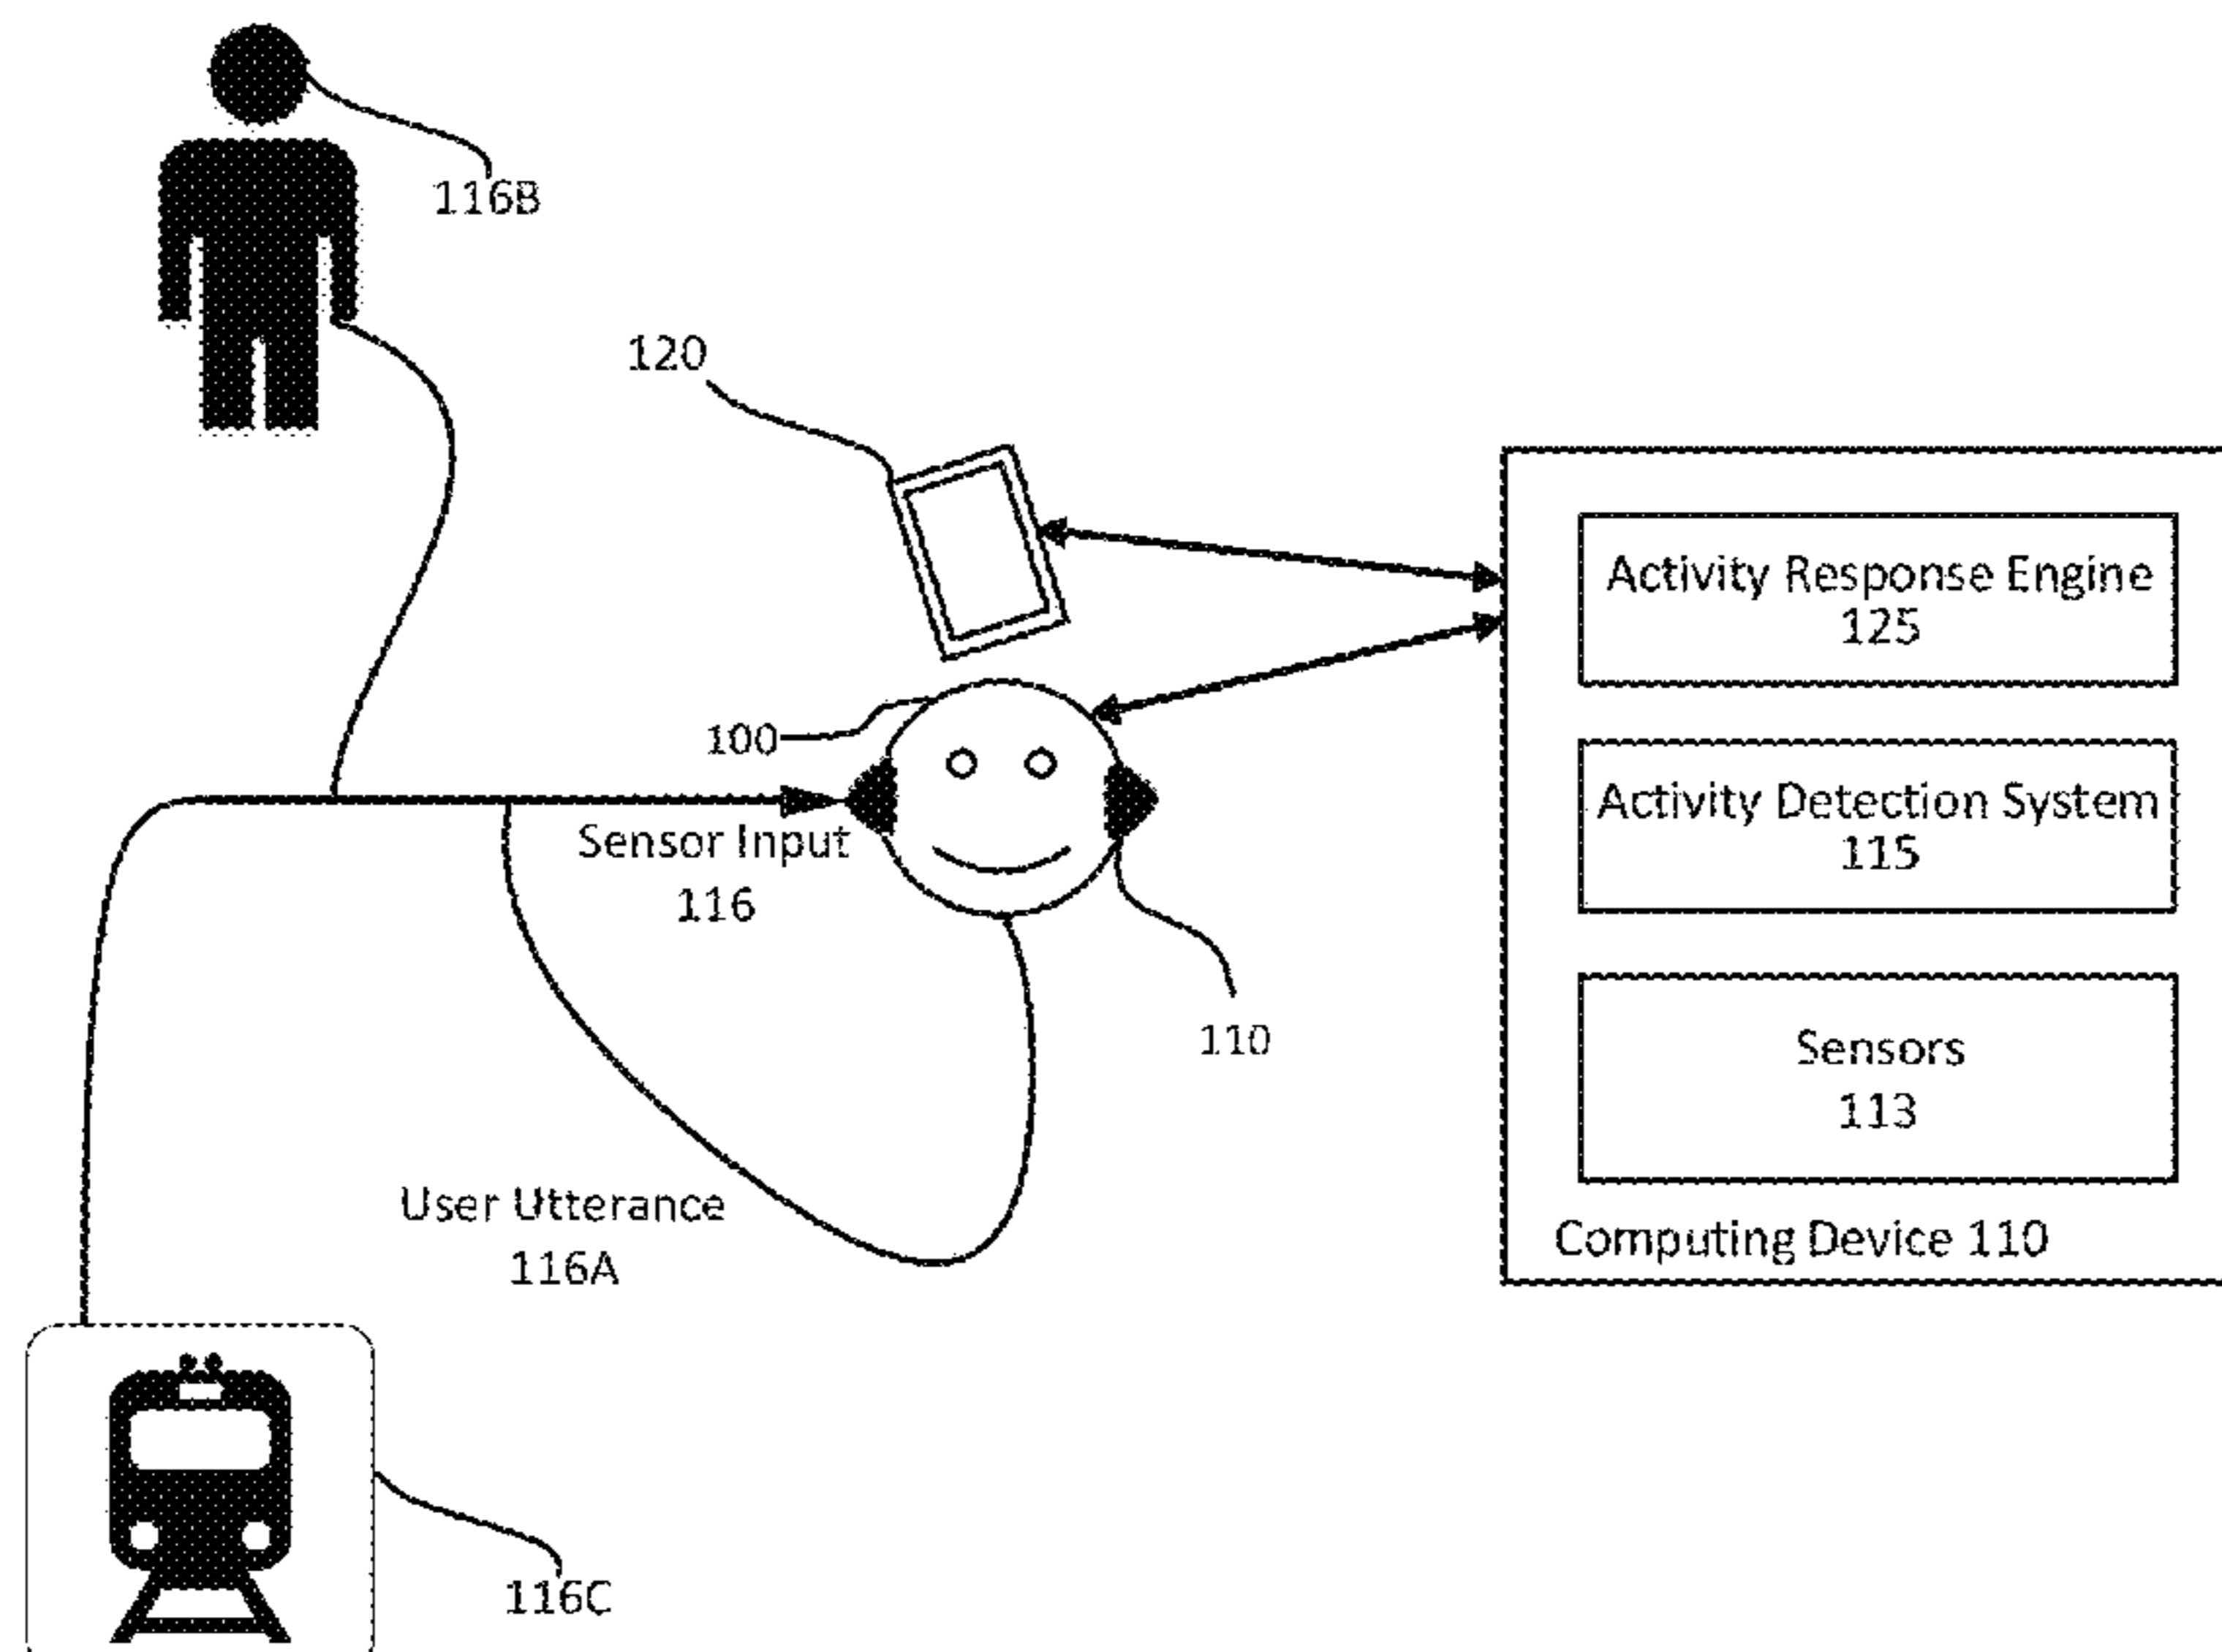 116B
120
Activity Response Engine
125
100
Activity Detection System
115
Sensor Input
116
110
Sensors
113
User Utterance
116A
Computing Device 110
116C